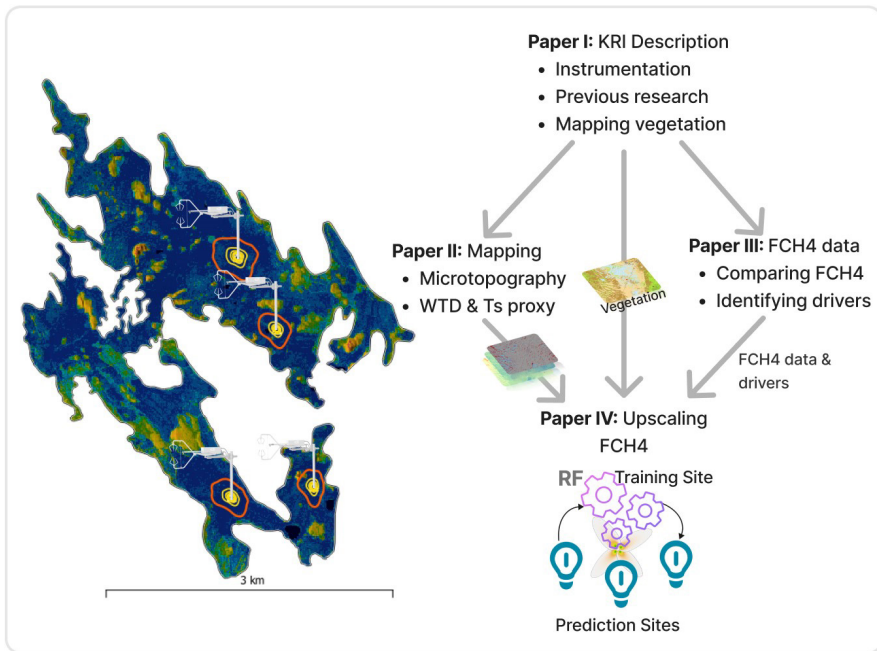 Paper I: KRI Description
• Instrumentation
• Previous research
• Mapping vegetation
Paper II: Mapping
• Microtopography
• WTD & Ts proxy
Vegetation
Paper III: FCH4 data
• Comparing FCH4
• Identifying drivers
FCH4 data &
drivers
Paper IV: Upscaling
FCH4
RF Training Site
Prediction Sites
3 km